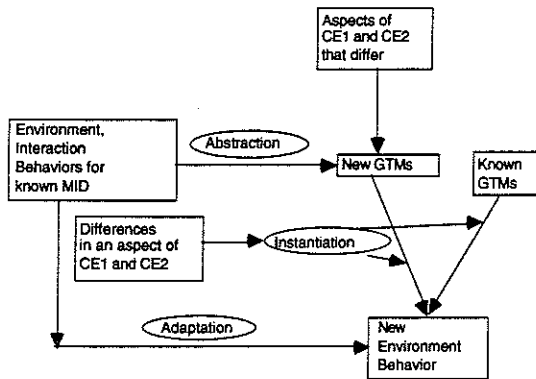 Aspects of
CE1 and CE2
that differ
Environment,
Interaction
Behaviors for
known MID
Abstraction
New GTMs
Known
GTMs
Differences
in an aspect of
CE1 and CE2
Instantiation
Adaptation
New
Environment
Behavior